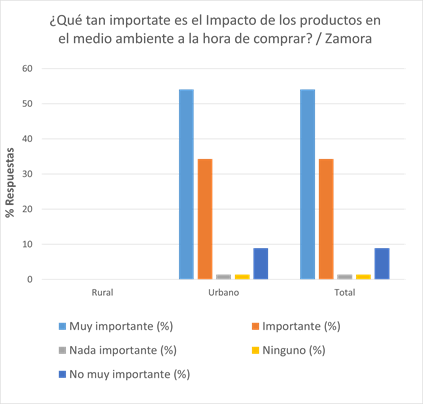 ¿Qué tan importate es el Impacto de los productos en
el medio ambiente a la hora de comprar? / Zamora
60
50
40
30
20
10
0
% Respuestas
Rural
Urbano
Total
Muy importante (%)
Importante (%)
Nada importante (%)
Ninguno (%)
No muy importante (%)